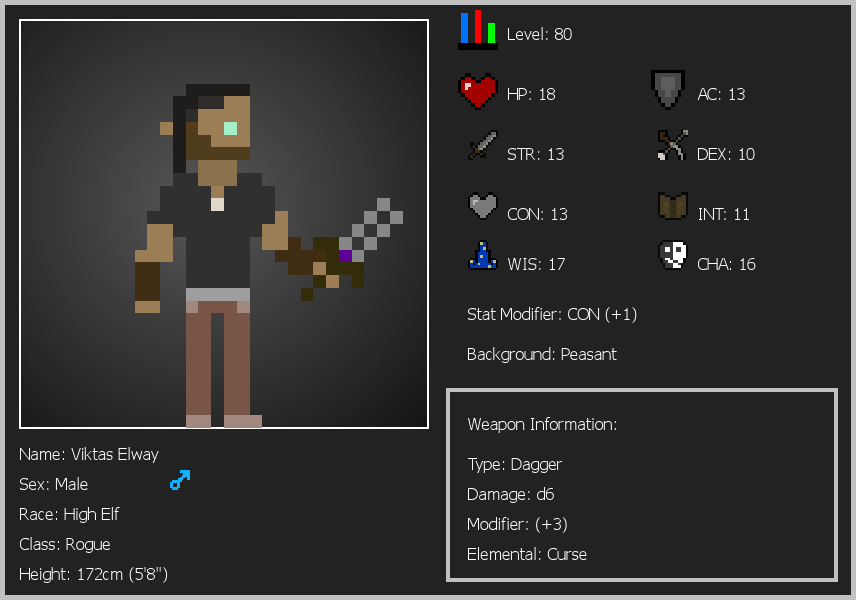 Level: 80
HP: 18
AC: 13
STR: 13
DEX: 10
CON: 13
INT: 11
WIS: 17
CHA: 16
Stat Modifier: CON (+1)
Background: Peasant
Weapon Information:
Type: Dagger
Damage: d6
Modifier: (+3)
Elemental: Curse
Name: Viktas Elway
Sex: Male
Race: High Elf
Class: Rogue
Height: 172cm (5'8")